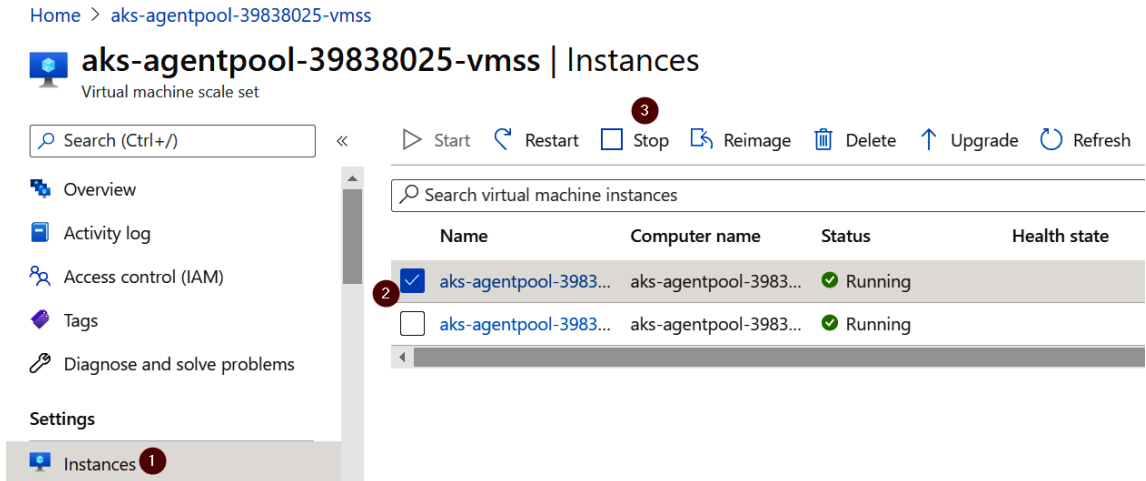 Home > aks-agentpool-39838025-vmss
aks-agentpool-39838025-vmss | Instances
Virtual machine scale set
Search (Ctrl+/) «
Overview
Activity log
Access control (IAM)
Tags
Diagnose and solve problems
Settings
Instances 1
3
Start Restart Stop Reimage Delete Upgrade Refresh
Search virtual machine instances
Name Computer name Status Health state
2 aks-agentpool-3983... aks-agentpool-3983... Running
aks-agentpool-3983... aks-agentpool-3983... Running